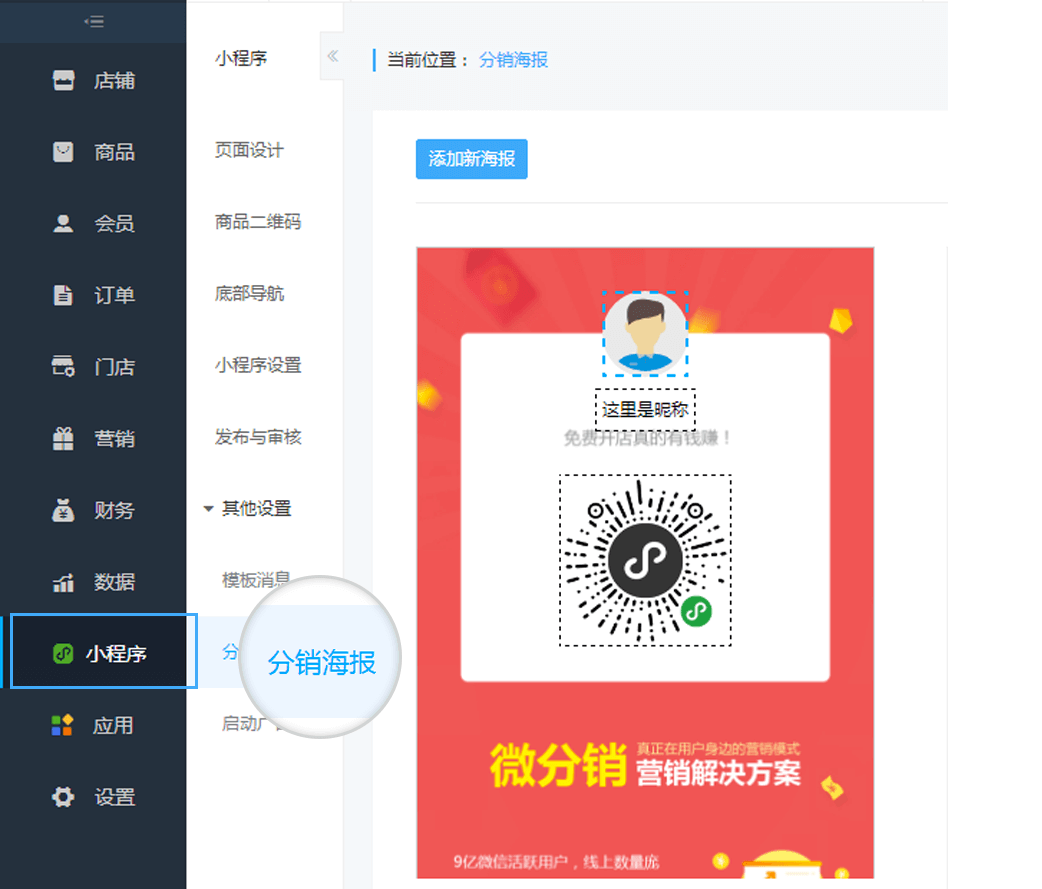 店铺
商品
会员
订单
门店
营销
财务
数据
小程序
应用
设置
小程序
页面设计
商品二维码
底部导航
小程序设置
发布与审核
其他设置
模板消息
分
分销海报
启动广
当前位置： 分销海报
添加新海报
这里是昵称
免费开店真的有钱赚！
微分销
真正在用户身边的营销模式
营销解决方案
9亿微信活跃用户，线上数量庞